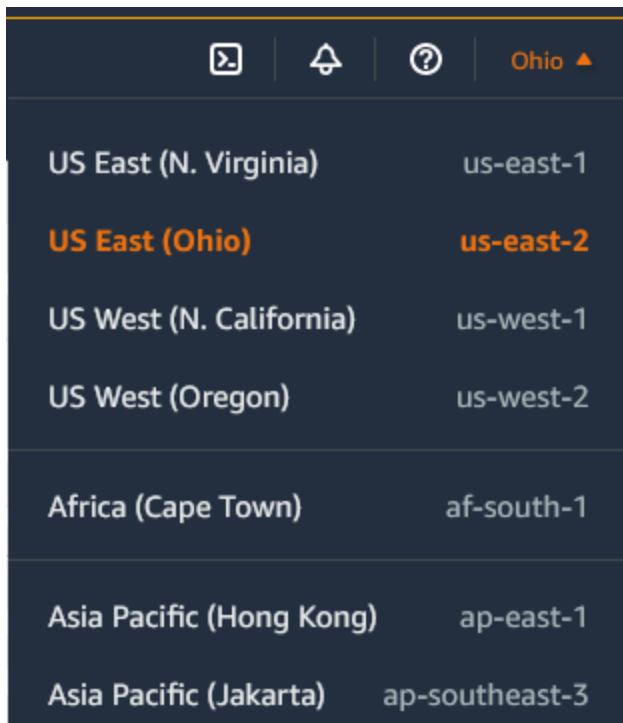 Ohio
US East (N. Virginia) us-east-1
US East (Ohio) us-east-2
US West (N. California) us-west-1
US West (Oregon) us-west-2
Africa (Cape Town) af-south-1
Asia Pacific (Hong Kong) ap-east-1
Asia Pacific (Jakarta) ap-southeast-3